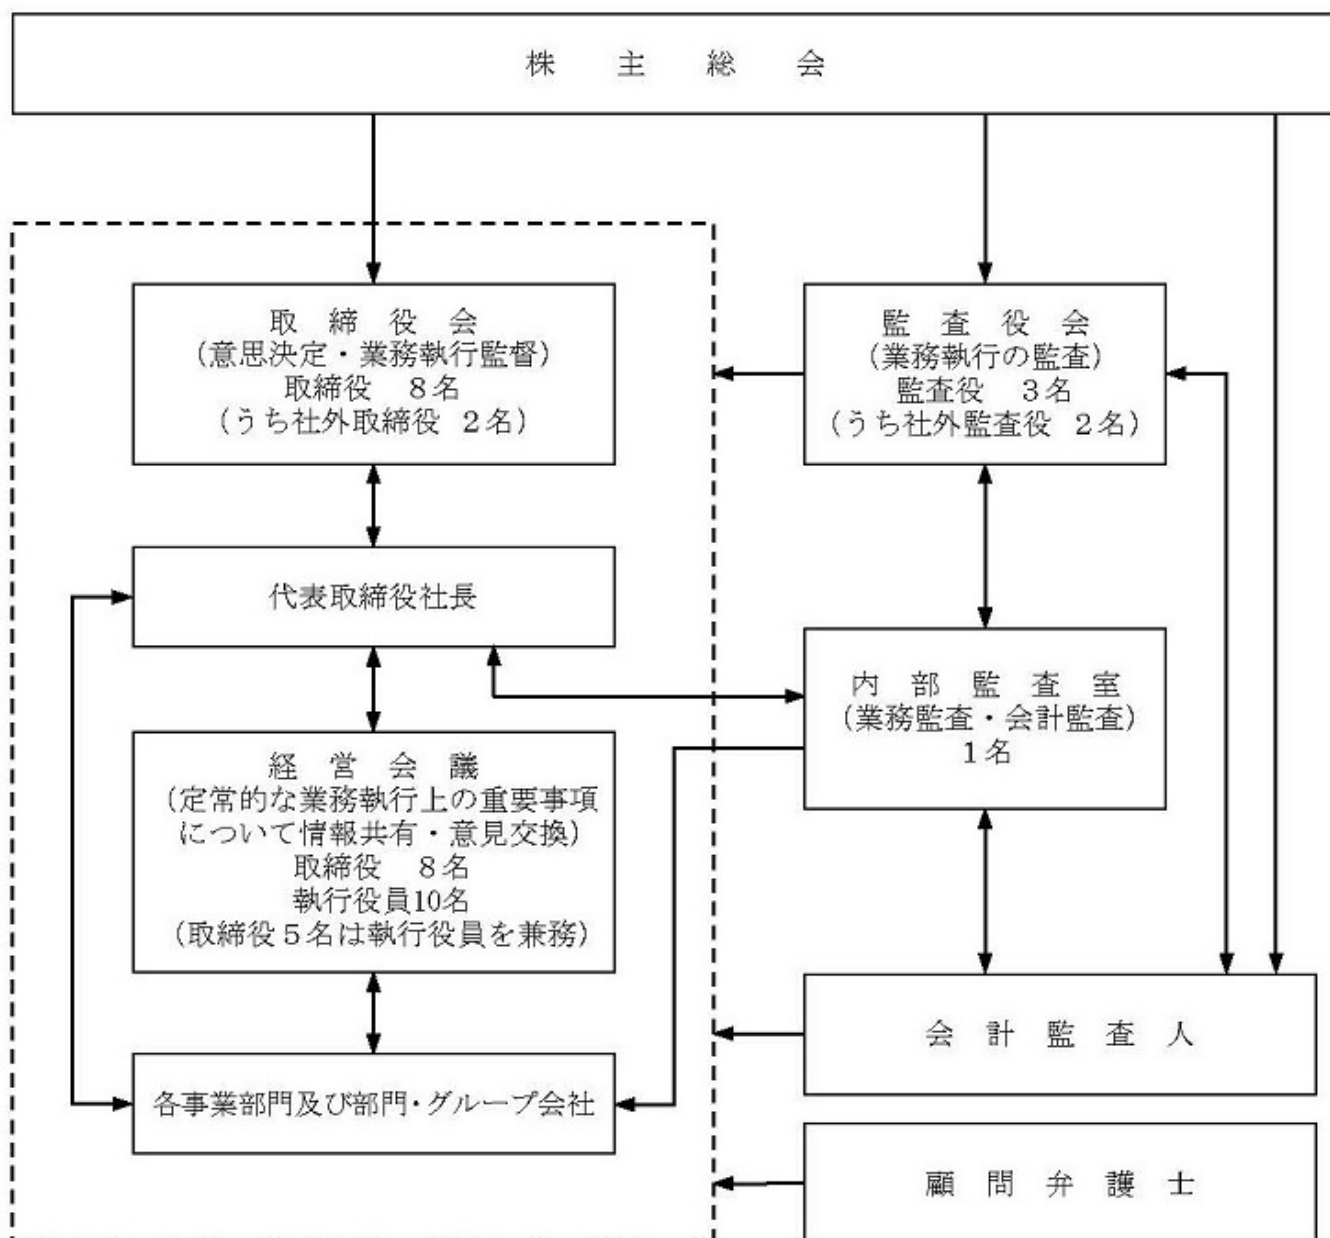 株主総会
取締役会
(意思決定・業務執行監督)
取締役 8名
(うち社外取締役 2名)
監査役会
(業務執行の監査)
監査役 3名
(うち社外監査役 2名)
代表取締役社長
内部監査室
(業務監査・会計監査)
1名
経営会議
(定常的な業務執行上の重要事項
について情報共有・意見交換)
取締役 8名
執行役員10名
(取締役5名は執行役員を兼務)
会計監査人
各事業部門及び部門・グループ会社
顧問弁護士